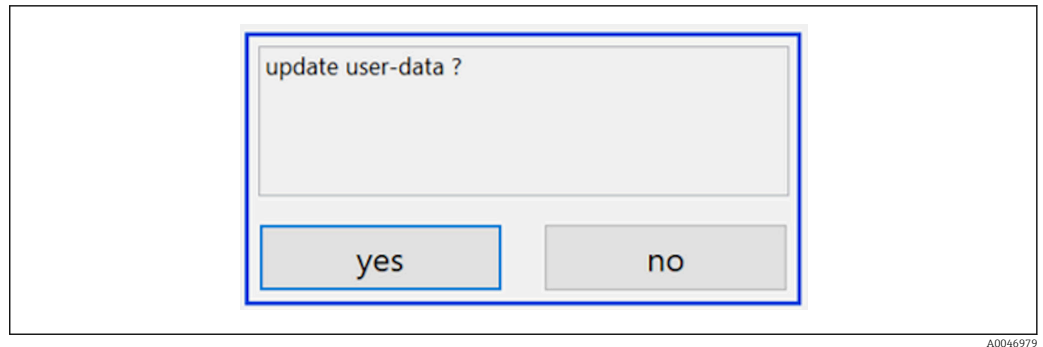 update user-data ?
yes
no
A0046979